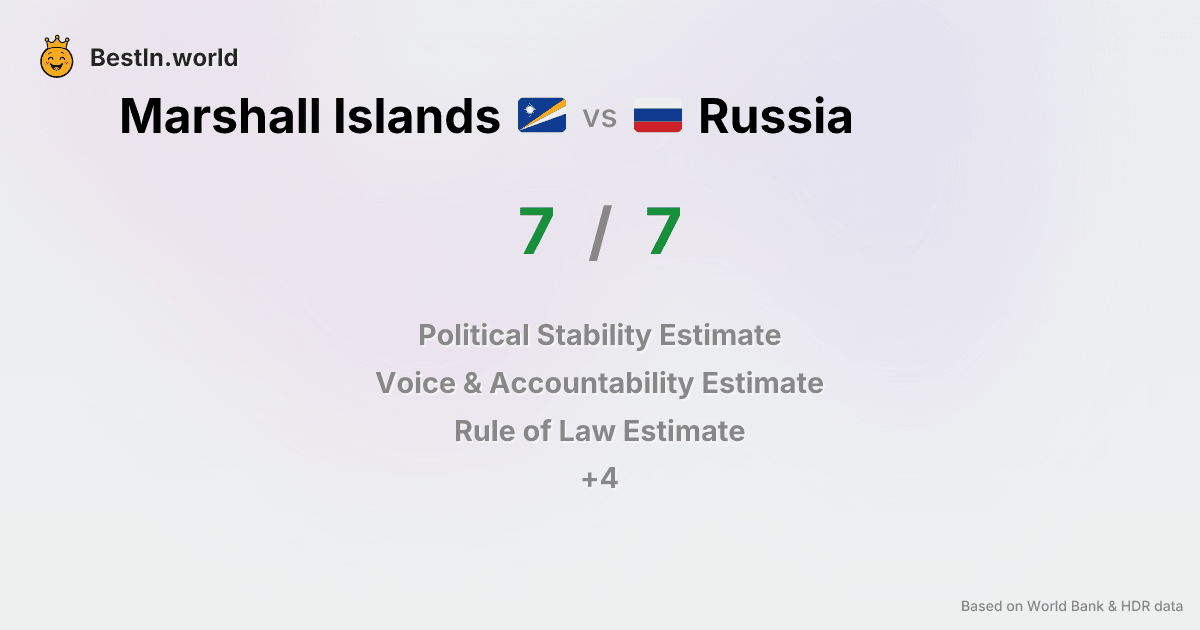 BestIn.world
Marshall Islands vs Russia
7 / 7
Political Stability Estimate
Voice & Accountability Estimate
Rule of Law Estimate
+4
Based on World Bank & HDR data